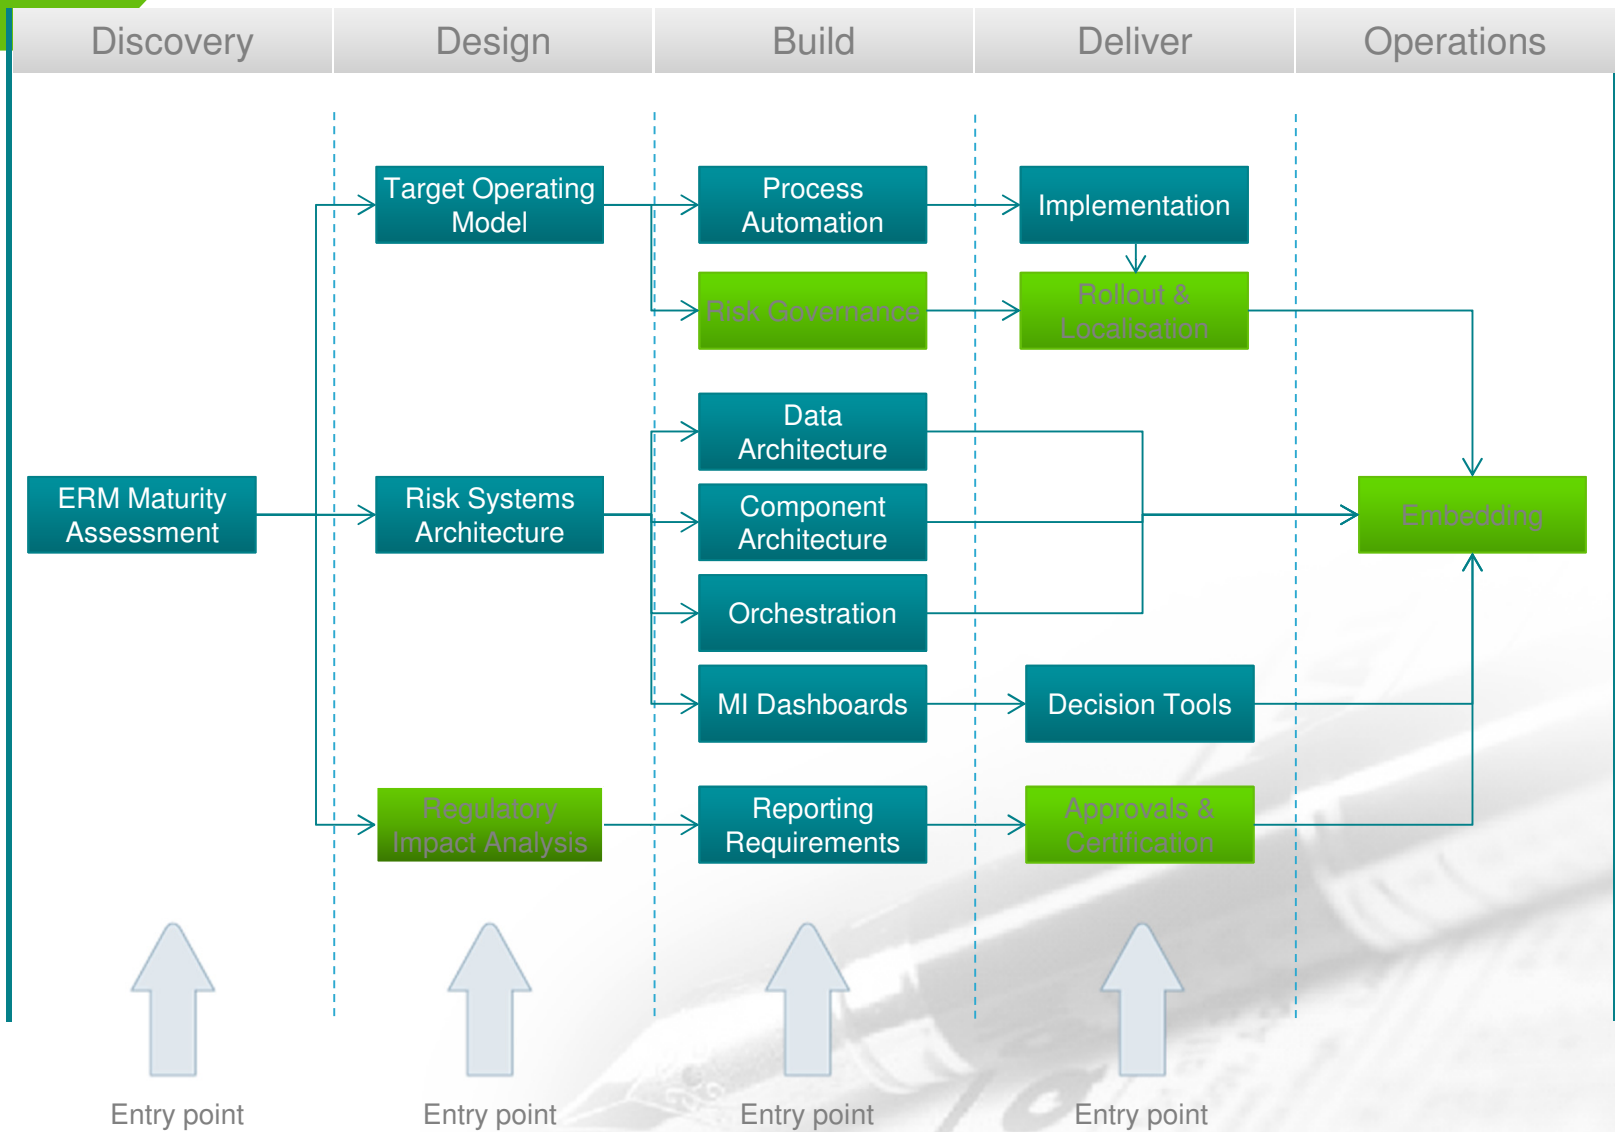 Discovery
Design
Build
Deliver
Operations
Target Operating
Model
Process
Automation
Implementation
Risk Governance
Rollout &
Localisation
Data
Architecture
ERM Maturity
Assessment
Risk Systems
Architecture
Component
Architecture
Embedding
Orchestration
MI Dashboards
Decision Tools
Regulatory
Impact Analysis
Reporting
Requirements
Approvals &
Certification
Entry point
Entry point
Entry point
Entry point